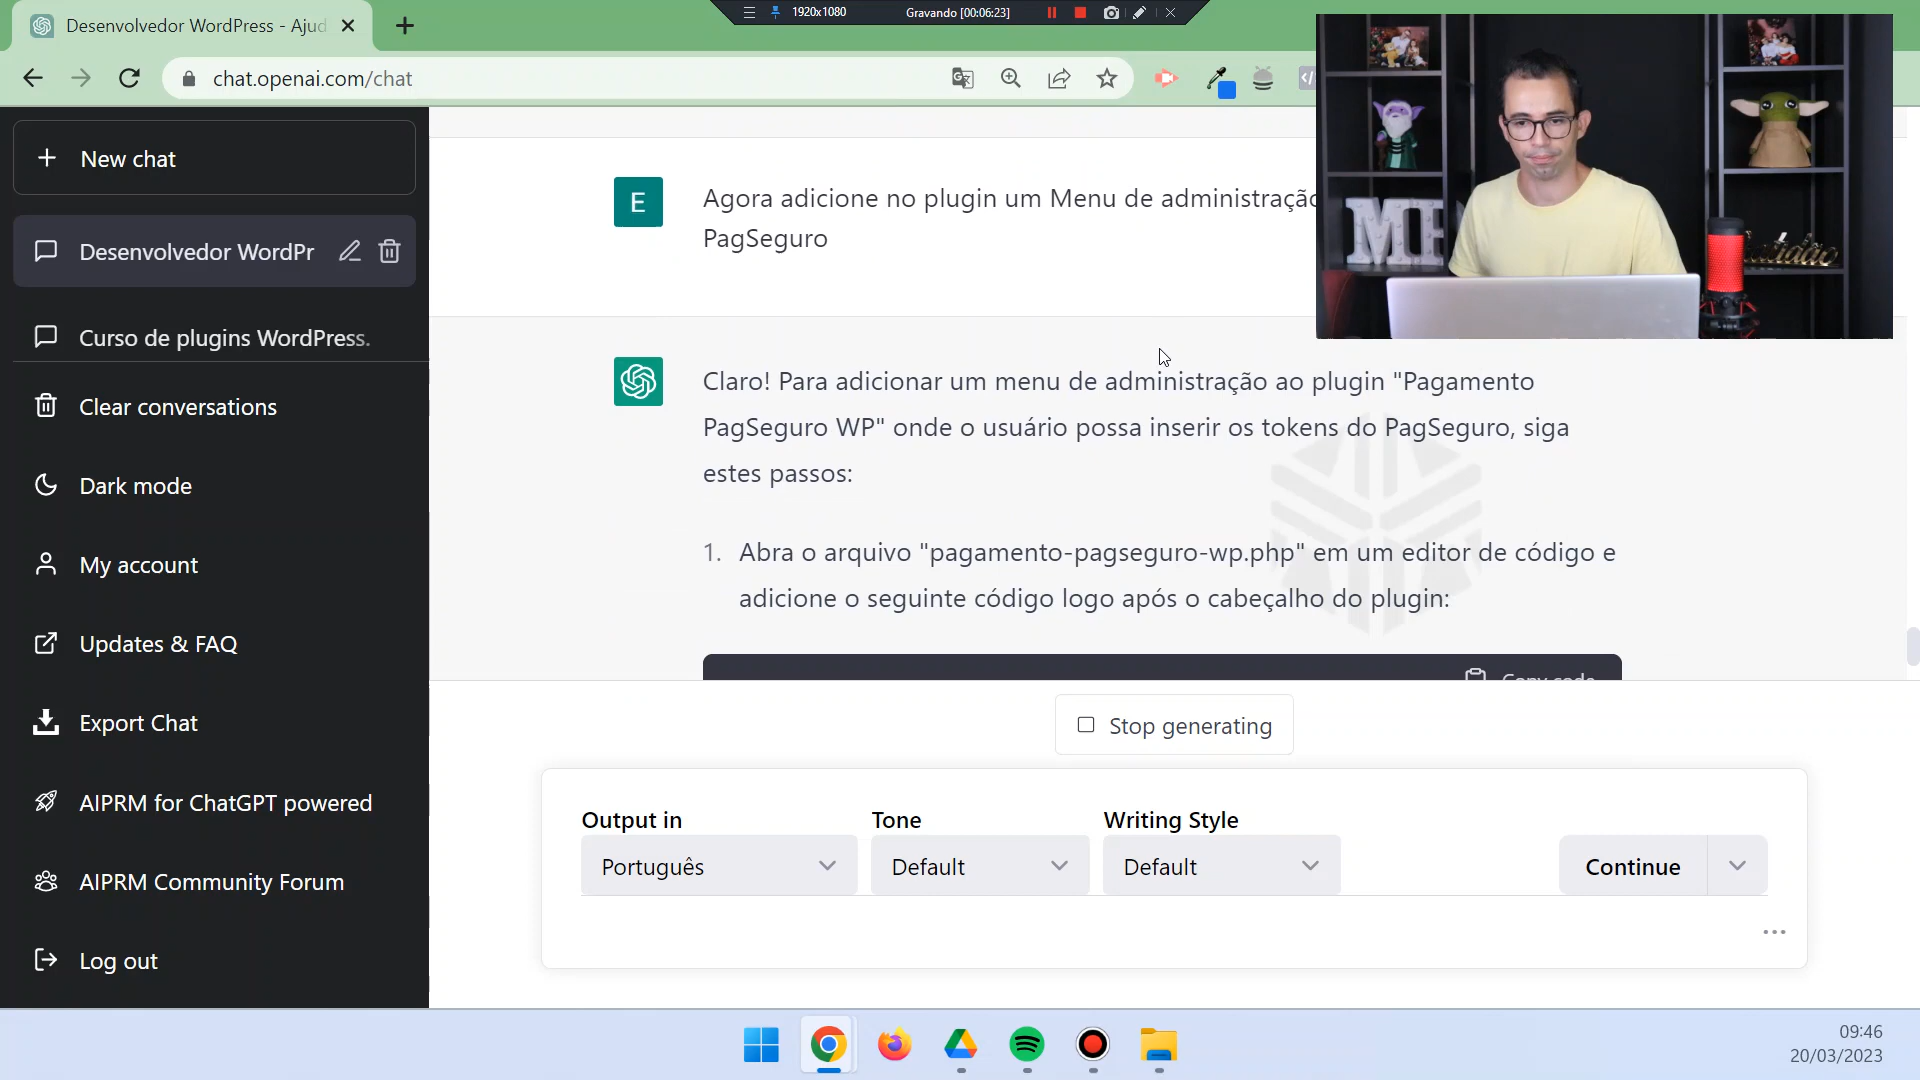 1920x1080
Gravando [00:06:23]
Desenvolvedor WordPress - Ajud
chat.openai.com/chat
New chat
Desenvolvedor WordPr
Curso de plugins WordPress.
Clear conversations
Dark mode
My account
Updates & FAQ
Export Chat
AIPRM for ChatGPT powered
AIPRM Community Forum
Log out
E
Agora adicione no plugin um Menu de administração
PagSeguro
Claro! Para adicionar um menu de administração ao plugin "Pagamento
PagSeguro WP" onde o usuário possa inserir os tokens do PagSeguro, siga
estes passos:
1. Abra o arquivo "pagamento-pagseguro-wp.php" em um editor de código e
adicione o seguinte código logo após o cabeçalho do plugin:
Copy code
Stop generating
Output in
Tone
Writing Style
Português
Default
Default
Continue
09:46
20/03/2023